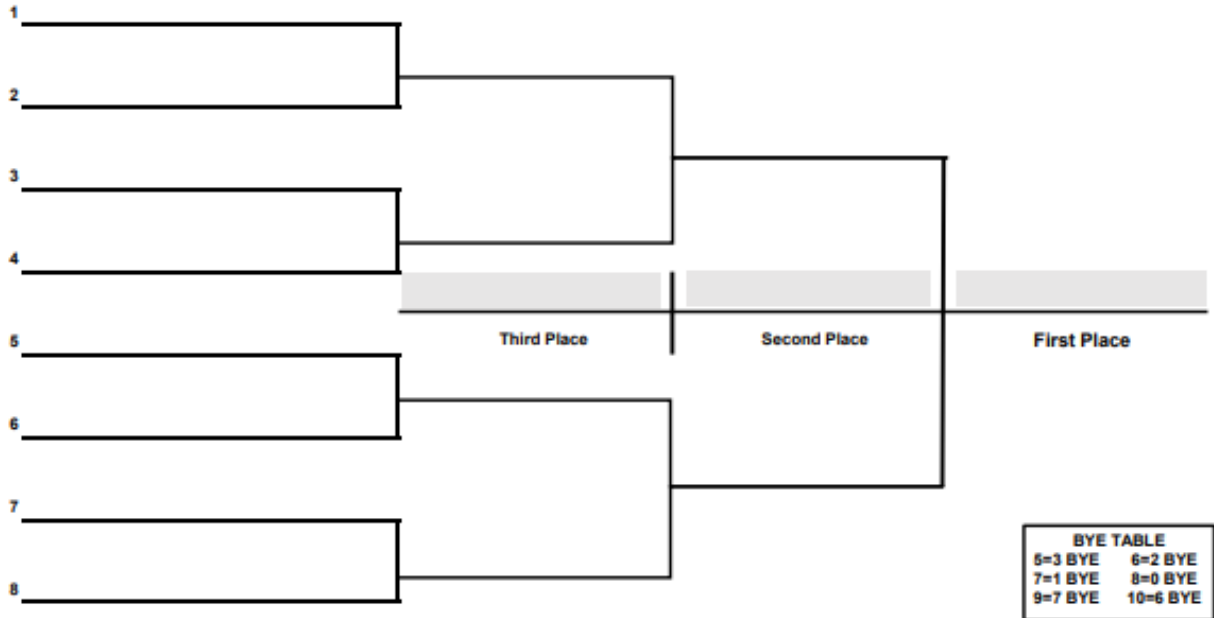 1
2
3
4
Third Place Second Place First Place
5
6
7
8
BYE TABLE
5=3 BYE 6=2 BYE
7=1 BYE 8=0 BYE
9=7 BYE 10=6 BYE